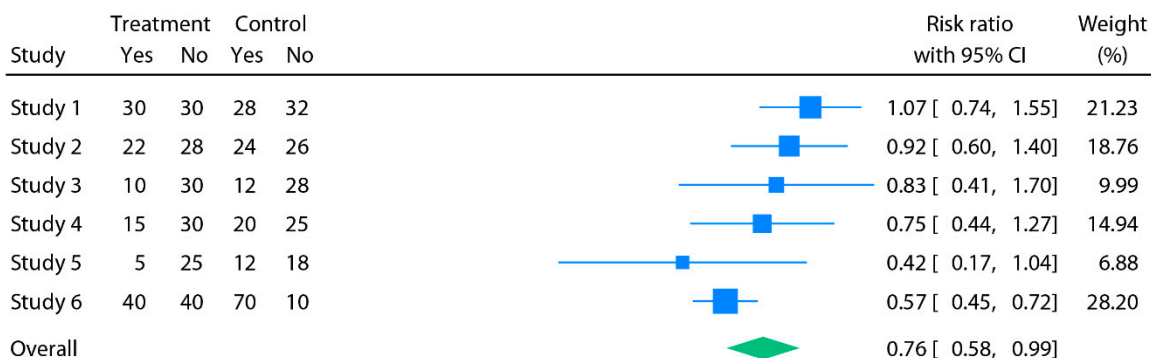 Treatment Control Risk ratio Weight
Study Yes No Yes No with 95% CI (%)
Study 1 30 30 28 32 1.07 [ 0.74, 1.55] 21.23
Study 2 22 28 24 26 0.92 [ 0.60, 1.40] 18.76
Study 3 10 30 12 28 0.83 [ 0.41, 1.70] 9.99
Study 4 15 30 20 25 0.75 [ 0.44, 1.27] 14.94
Study 5 5 25 12 18 0.42 [ 0.17, 1.04] 6.88
Study 6 40 40 70 10 0.57 [ 0.45, 0.72] 28.20
Overall 0.76 [ 0.58, 0.99]